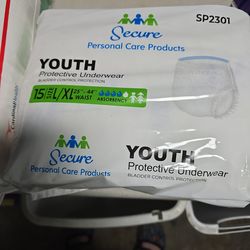 SP2301
Secure
Personal Care Products
YOUTH
Protective Underwear
BLADDER CONTROL PROTECTION
15 L/XL 25" - 44" WAIST ABSORBENCY
Secure
Personal Care Products
YOUTH
Protective Underwear
BLADDER CONTROL PROTECTION